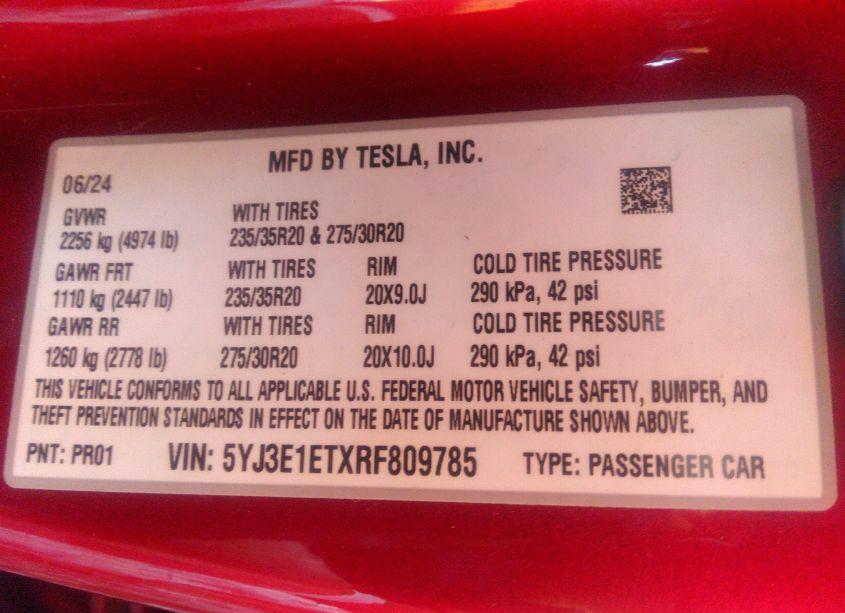 MFD BY TESLA, INC.
06/24
GVWR WITH TIRES
2256 kg (4974 lb) 235/35R20 & 275/30R20
GAWR FRT WITH TIRES RIM COLD TIRE PRESSURE
1110 kg (2447 lb) 235/35R20 20X9.0J 290 kPa, 42 psi
GAWR RR WITH TIRES RIM COLD TIRE PRESSURE
1260 kg (2778 lb) 275/30R20 20X10.0J 290 kPa, 42 psi
THIS VEHICLE CONFORMS TO ALL APPLICABLE U.S. FEDERAL MOTOR VEHICLE SAFETY, BUMPER, AND
THEFT PREVENTION STANDARDS IN EFFECT ON THE DATE OF MANUFACTURE SHOWN ABOVE.
PNT: PR01 VIN: 5YJ3E1ETXRF809785 TYPE: PASSENGER CAR